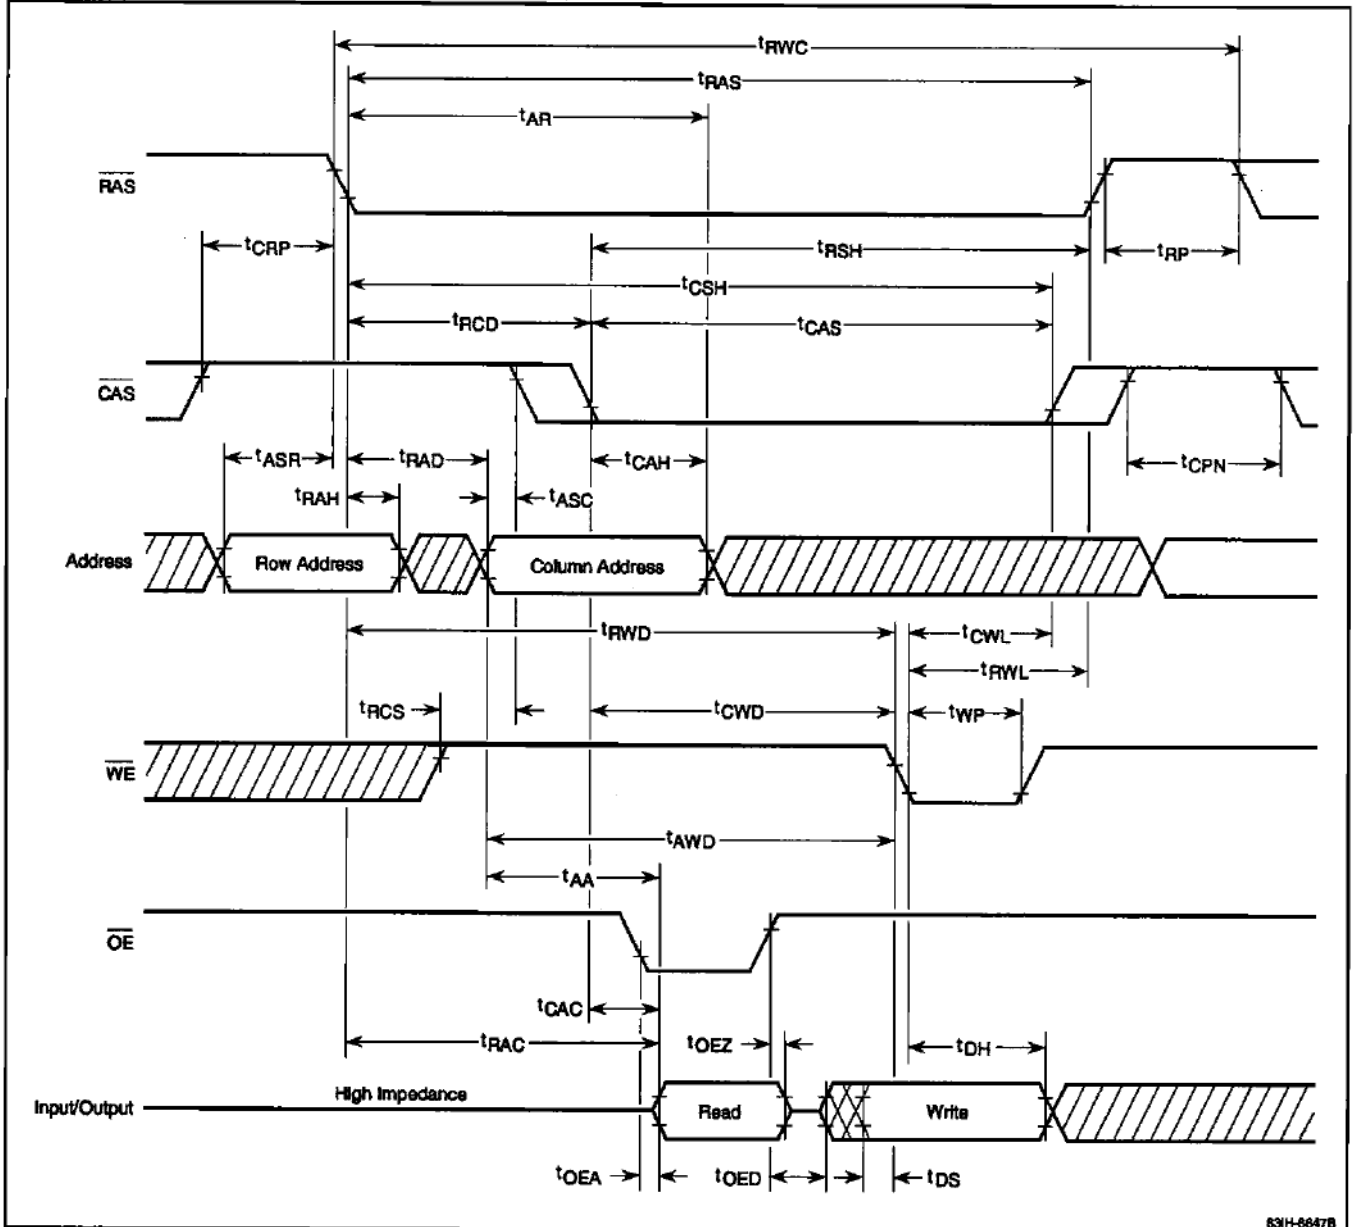 tRWC
tRAS
tAR
RAS
tCRP
tRSH
tRP
tCSH
tRCD
tCAS
CAS
tASR
tRAD
tCAH
tCPN
tRAH
tASC
Address
Row Address
Column Address
tRWD
tCWL
tRWL
tRCS
tCWD
tWP
WE
tAWD
tAA
OE
tCAC
tRAC
tOEZ
tDH
High Impedance
Input/Output
Read
Write
tOEA
tOED
tDS
83IH-6647B